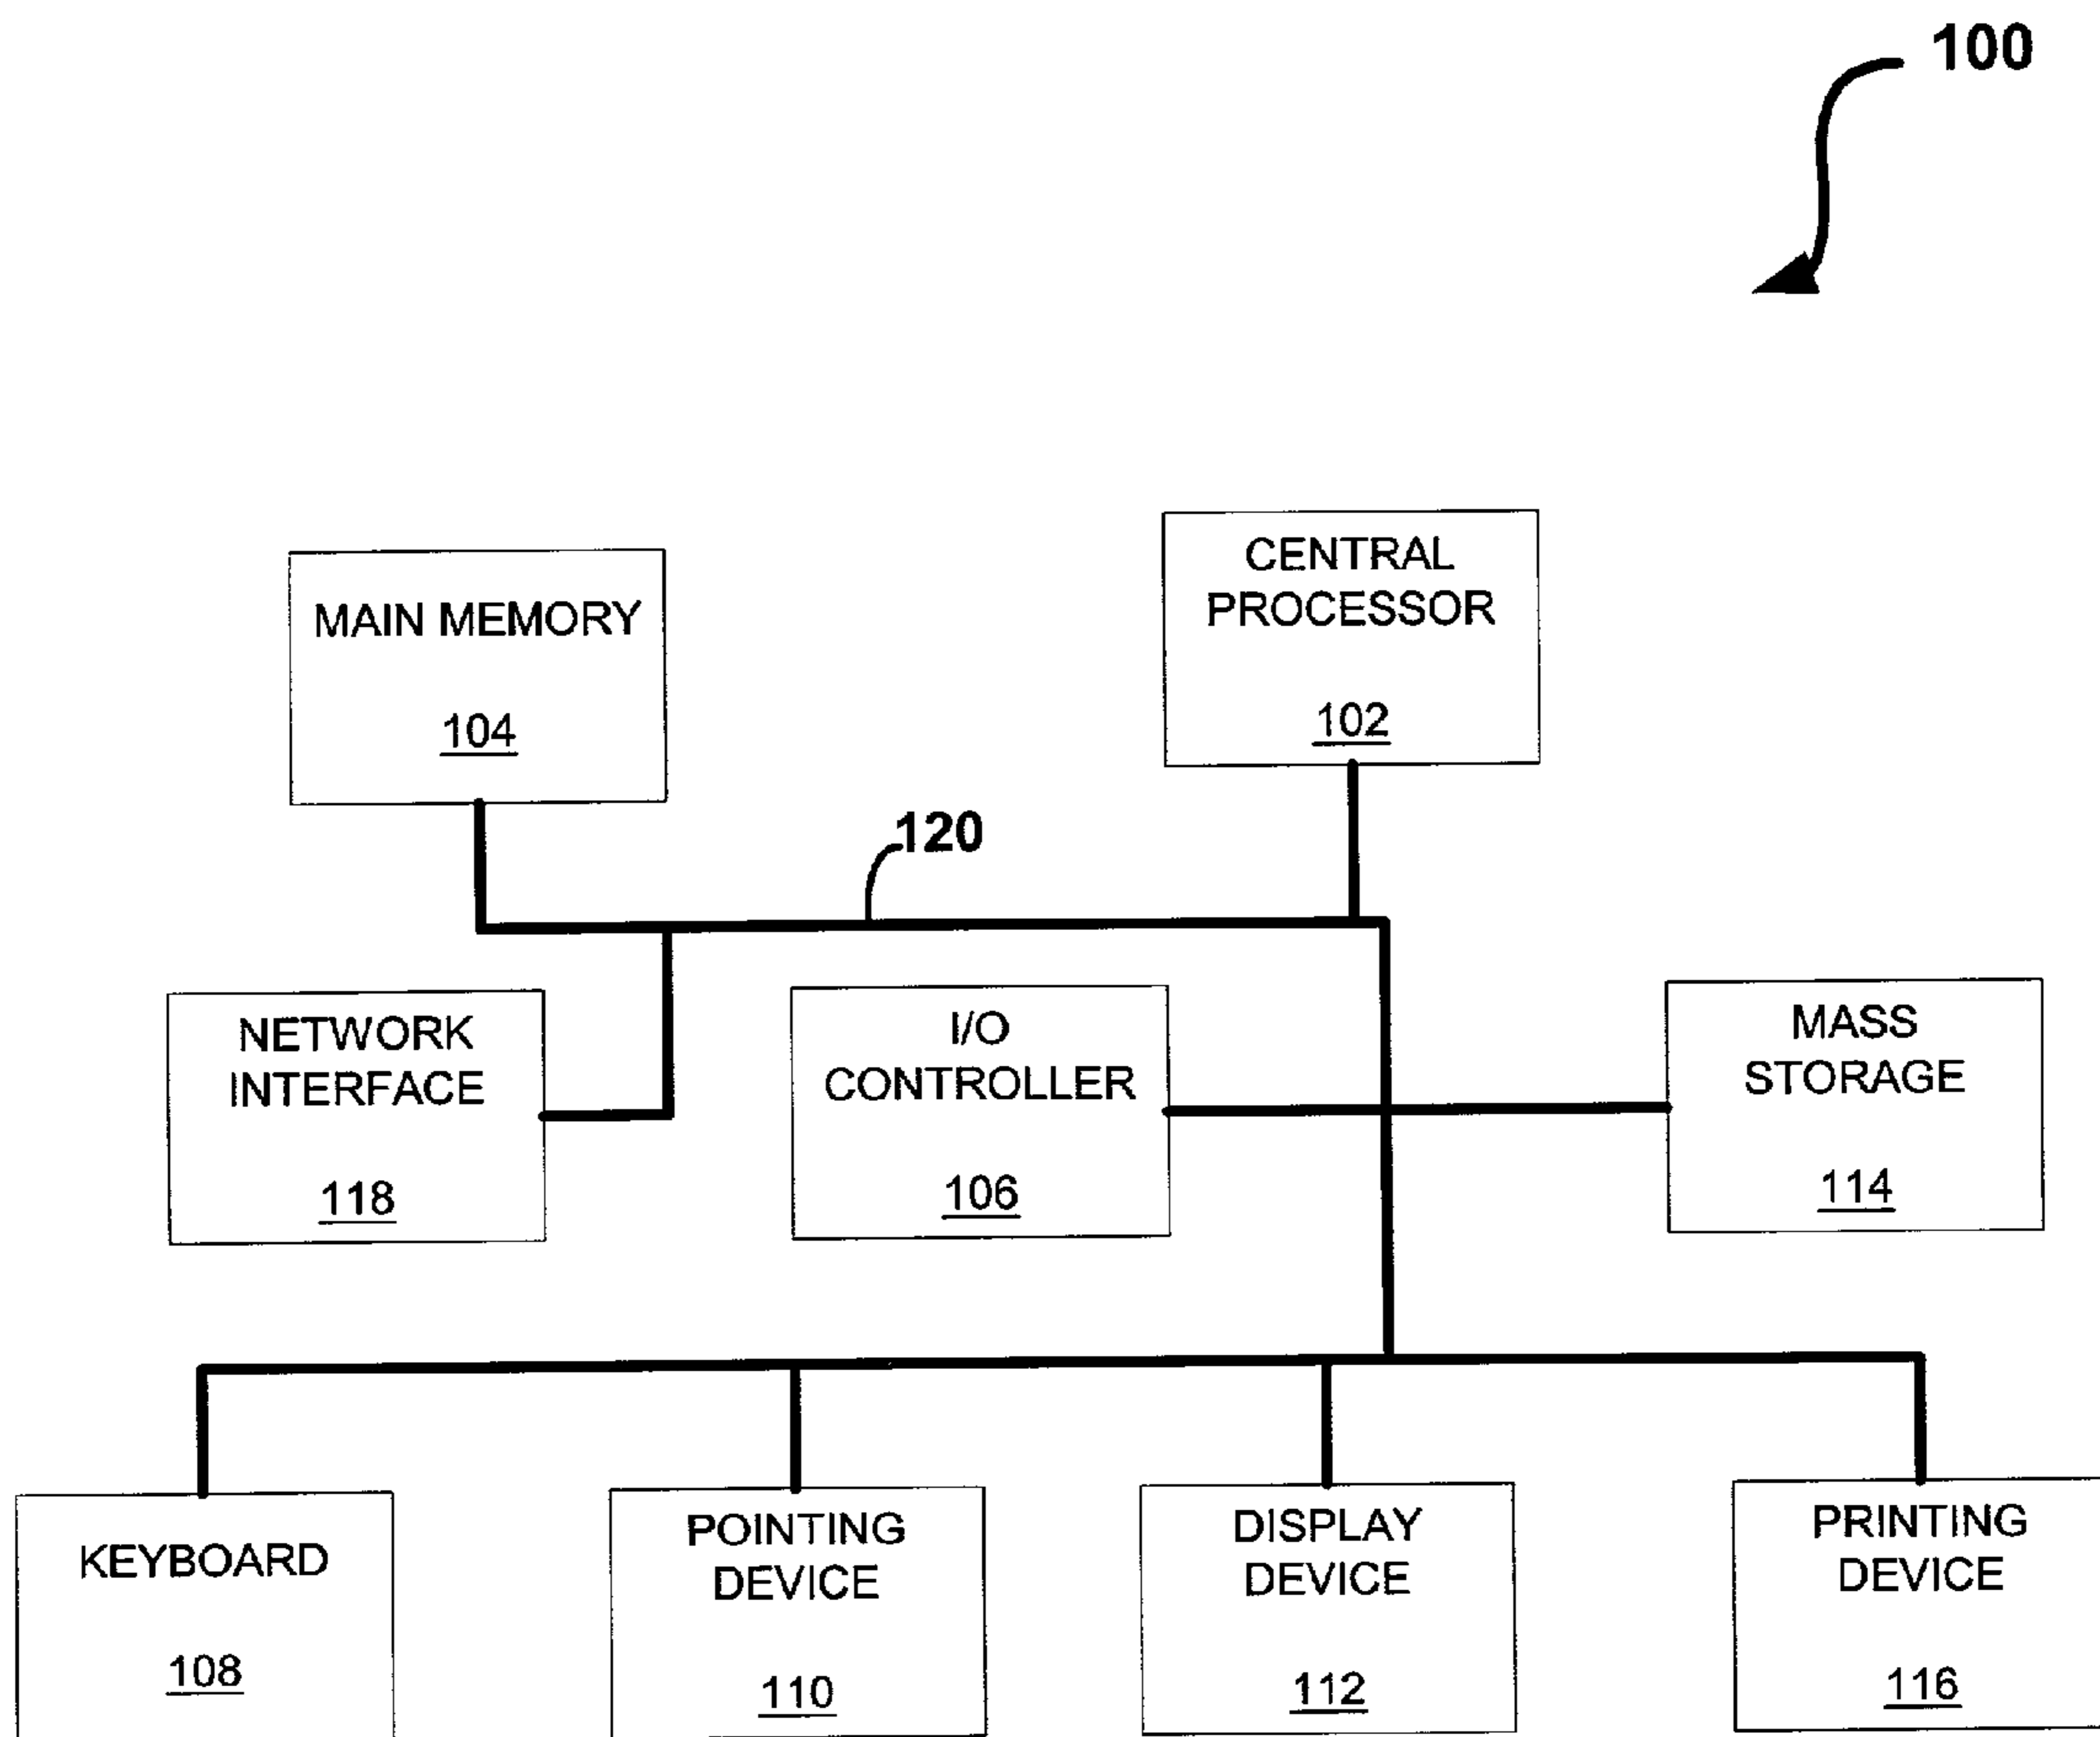 100
CENTRAL
PROCESSOR
102
MAIN MEMORY
104
120
NETWORK
INTERFACE
118
I/O
CONTROLLER
106
MASS
STORAGE
114
KEYBOARD
108
POINTING
DEVICE
110
DISPLAY
DEVICE
112
PRINTING
DEVICE
116